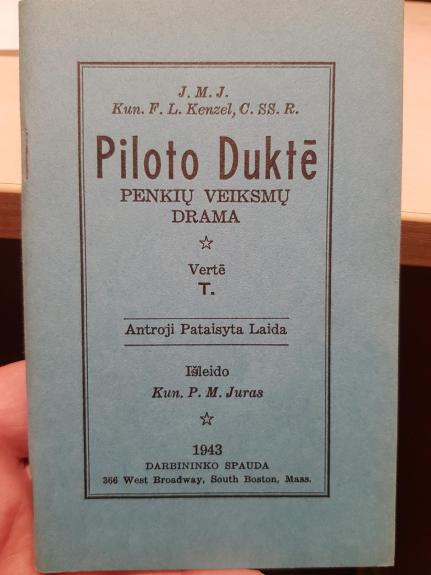 J. M. J.
Kun. F. L. Kenzel, C. SS. R.
Piloto Duktē
PENKIŲ VEIKSMŲ
DRAMA
Vertė
T.
Antroji Pataisyta Laida
Išleido
Kun. P. M. Juras
1943
DARBININKO SPAUDA
366 West Broadway, South Boston, Mass.